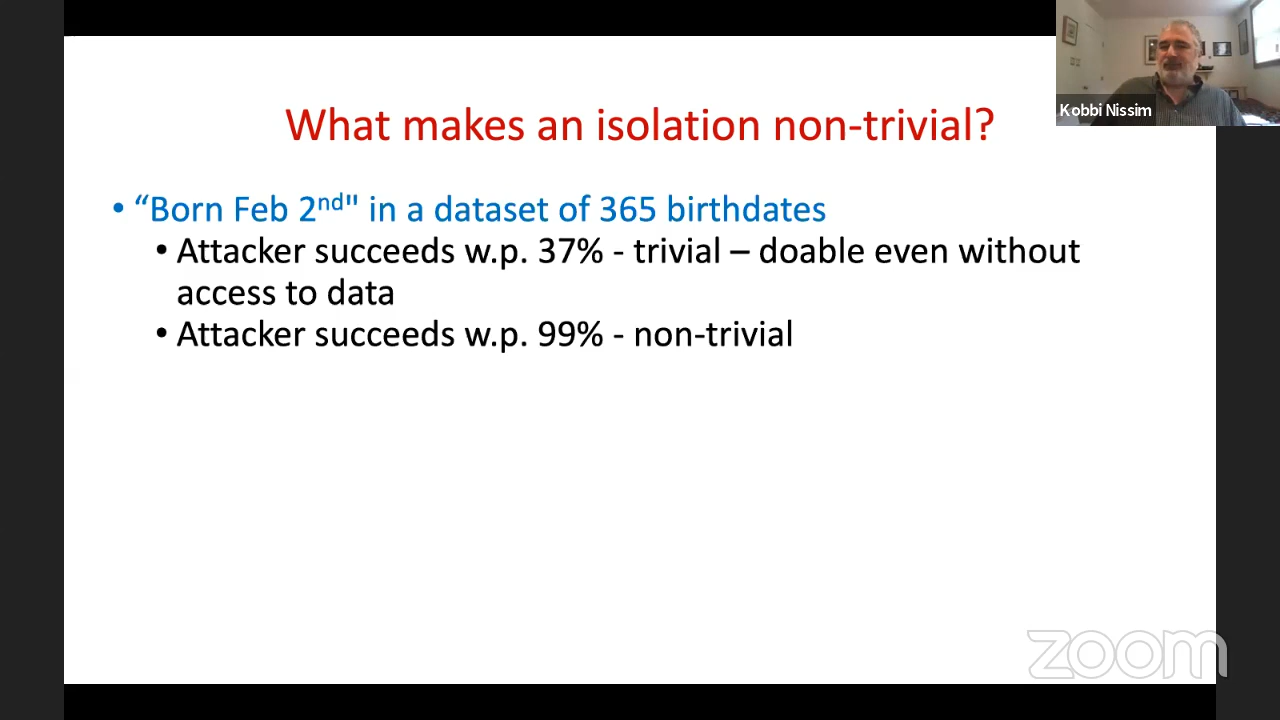 Kobbi Nissim
What makes an isolation non-trivial?
• “Born Feb 2nd" in a dataset of 365 birthdates
• Attacker succeeds w.p. 37% - trivial – doable even without
access to data
• Attacker succeeds w.p. 99% - non-trivial
zoom